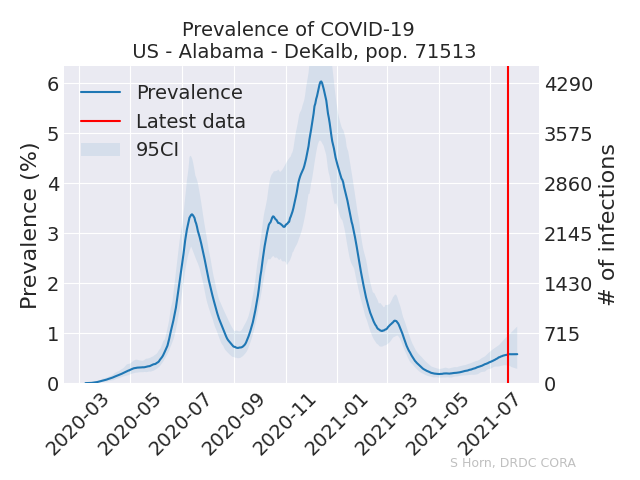 Prevalence of COVID-19
US - Alabama - DeKalb, pop. 71513
Prevalence
Latest data
95CI
Prevalence (%)
6
5
4
3
2
1
0
4290
3575
2860
2145
1430
715
0
# of infections
2020-03
2020-05
2020-07
2020-09
2020-11
2021-01
2021-03
2021-05
2021-07
S Horn, DRDC CORA